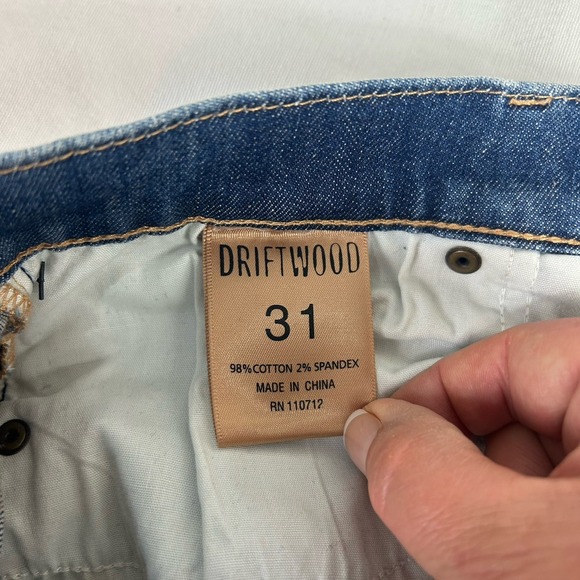 DRIFTWOOD
31
98%COTTON 2% SPANDEX
MADE IN CHINA
RN 110712